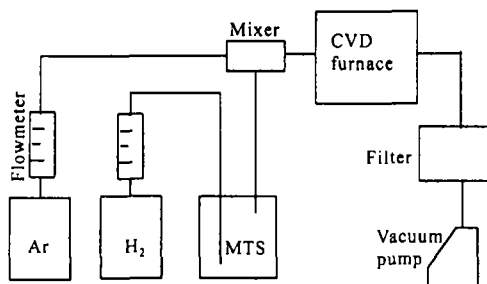 Mixer
CVD
furnace
Flowmeter
Filter
Ar
H₂
MTS
Vacuum
pump